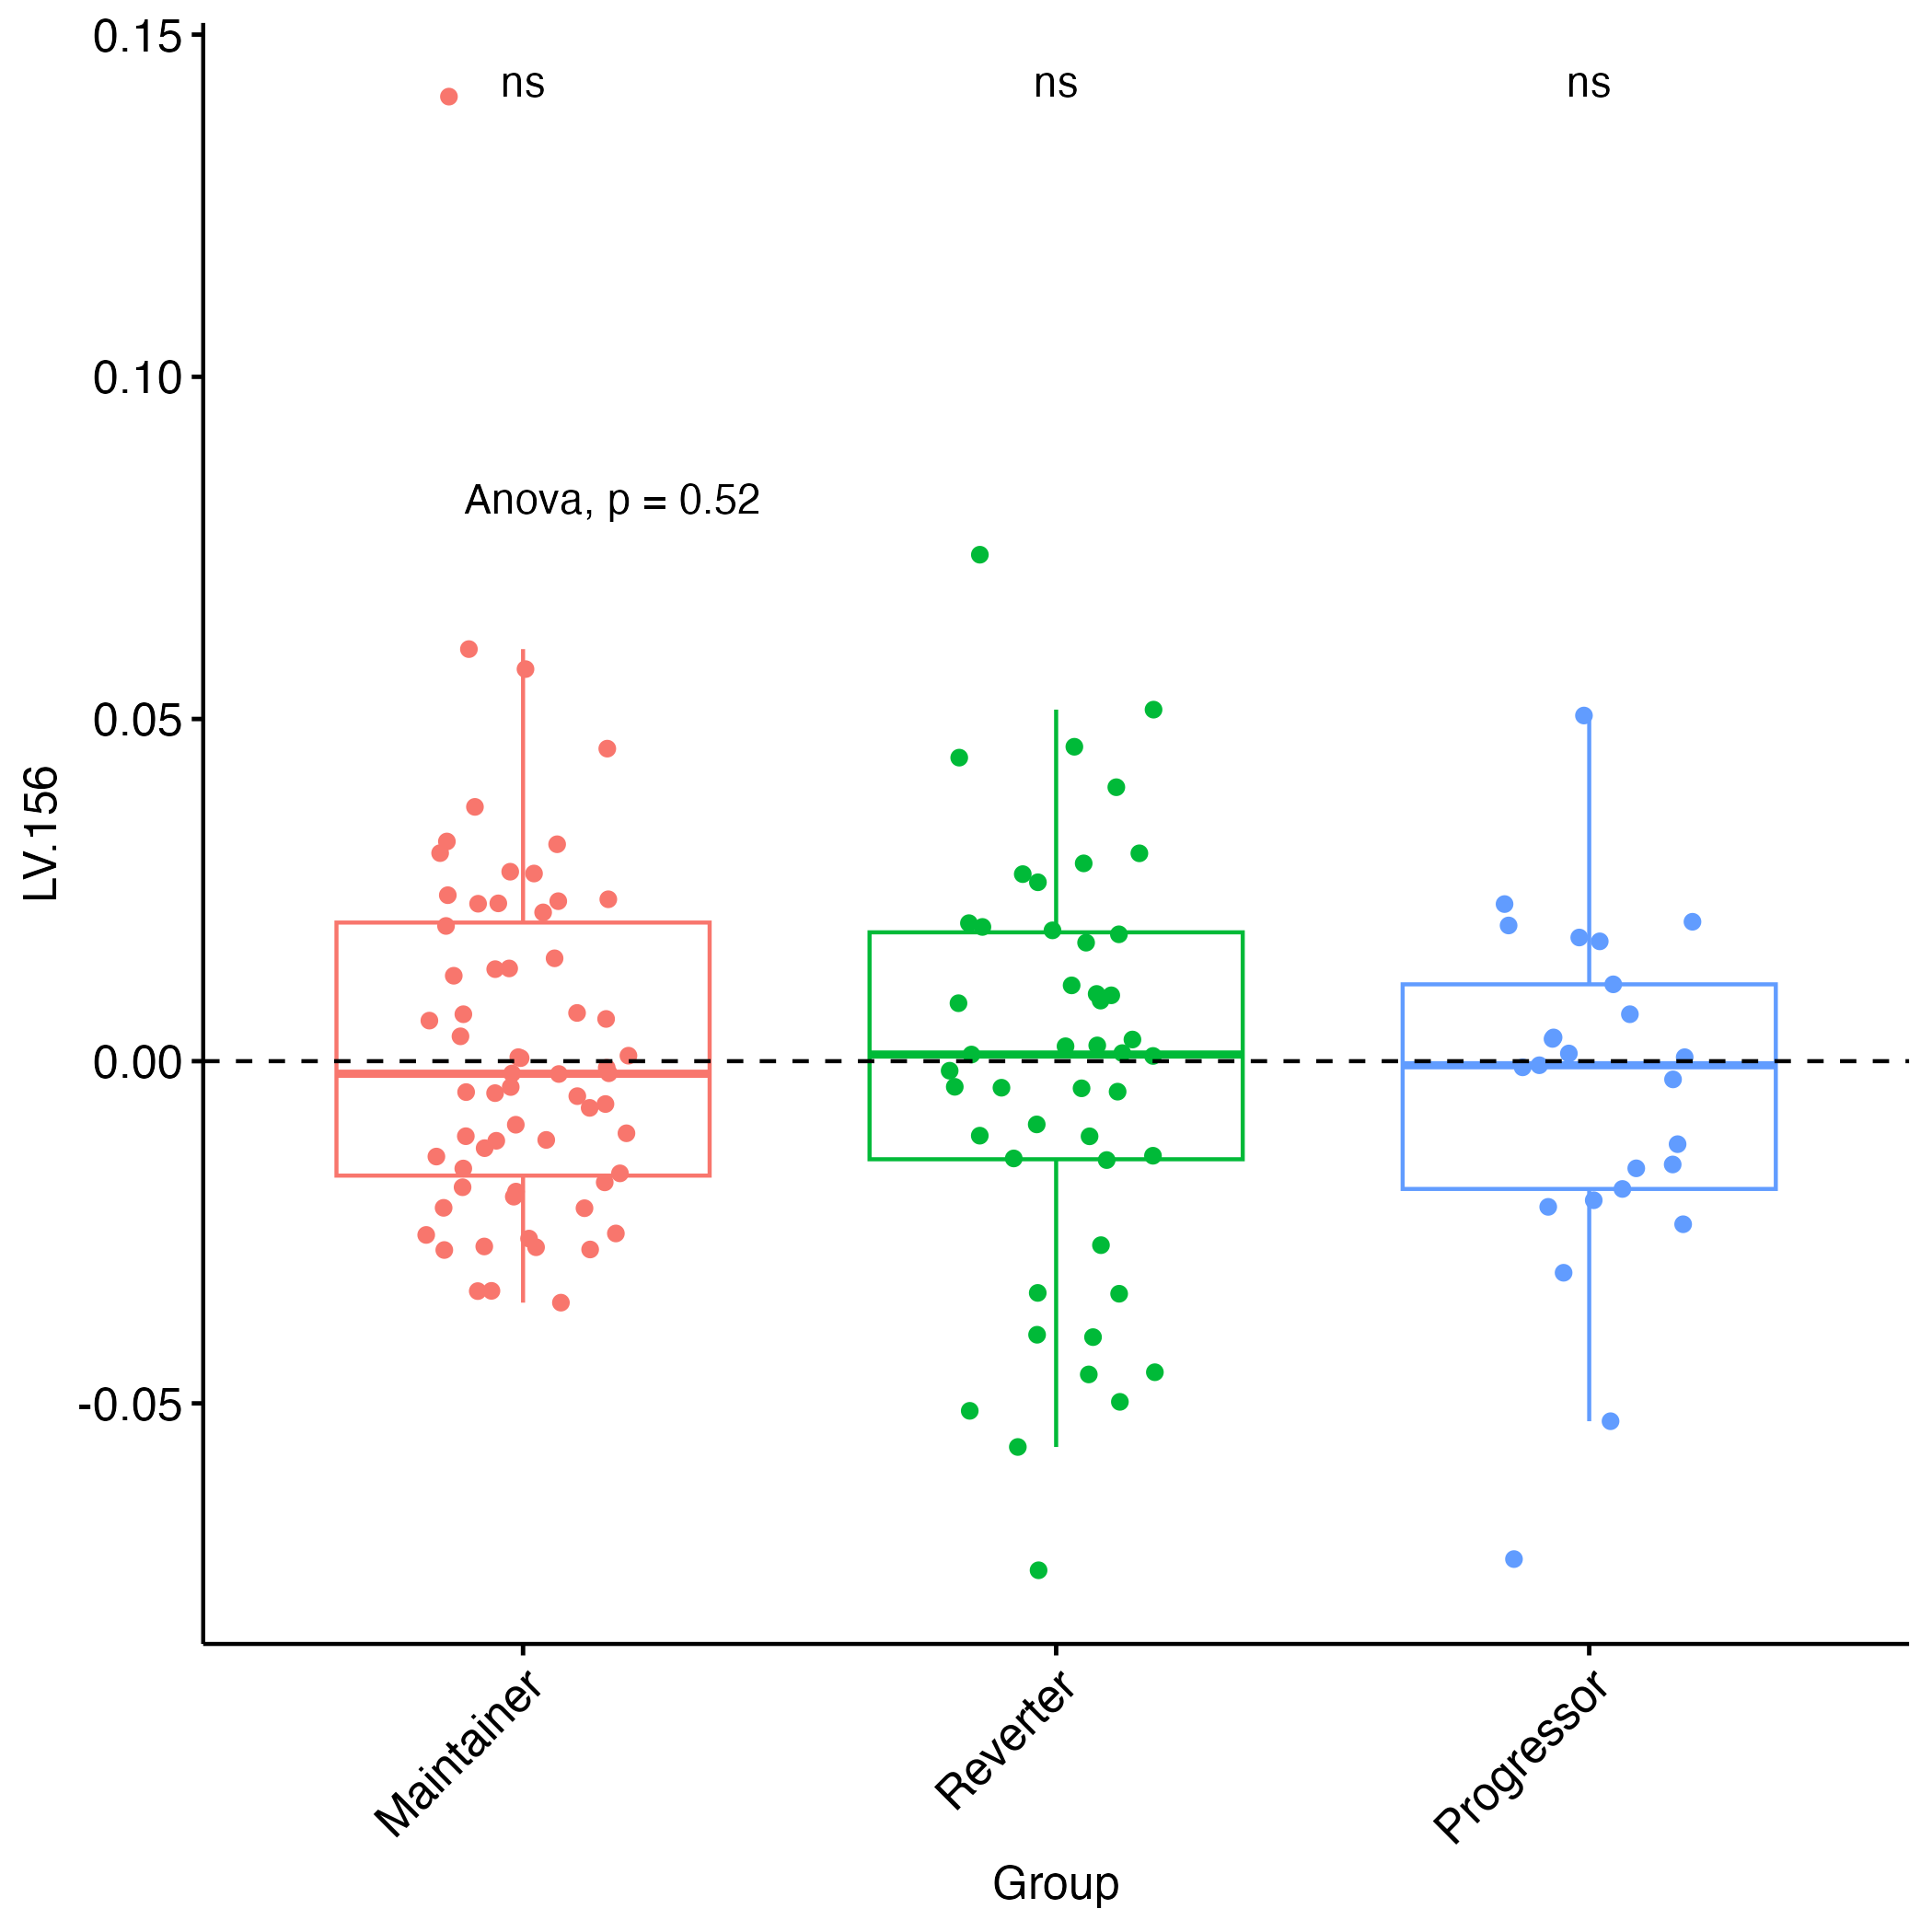 0.15
ns
ns
ns
0.10
Anova, p = 0.52
0.05
LV.156
0.00
-0.05
Maintainer
Reverter
Progressor
Group